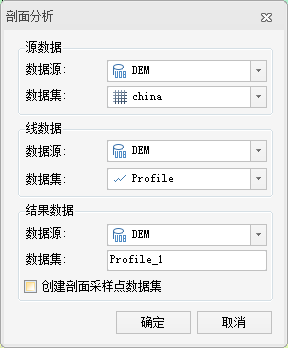 剖面分析
源数据
数据源: DEM
数据集: china
线数据
数据源: DEM
数据集: Profile
结果数据
数据源: DEM
数据集: Profile_1
创建剖面采样点数据集
确定 取消